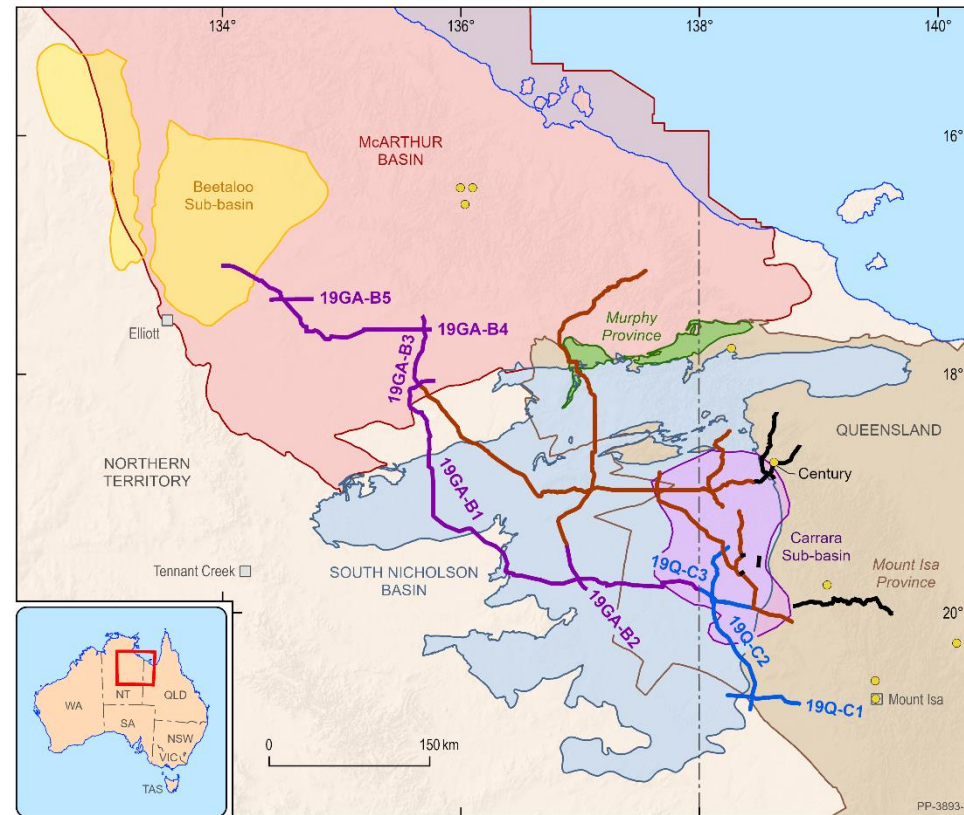 134°
136°
138°
140°
16°
McARTHUR
BASIN
Beetaloo
Sub-basin
19GA-B5
Elliott
19GA-B4
Murphy
Province
19GA-B3
18°
QUEENSLAND
NORTHERN
TERRITORY
Century
19GA-B1
Carrara
Sub-basin
Tennant Creek
SOUTH NICHOLSON
BASIN
19Q-C3
Mount Isa
Province
19GA-B2
20°
19Q-C2
19Q-C1
Mount Isa
WA
NT
QLD
SA
NSW
VIC
TAS
0
150 km
PP-3893-